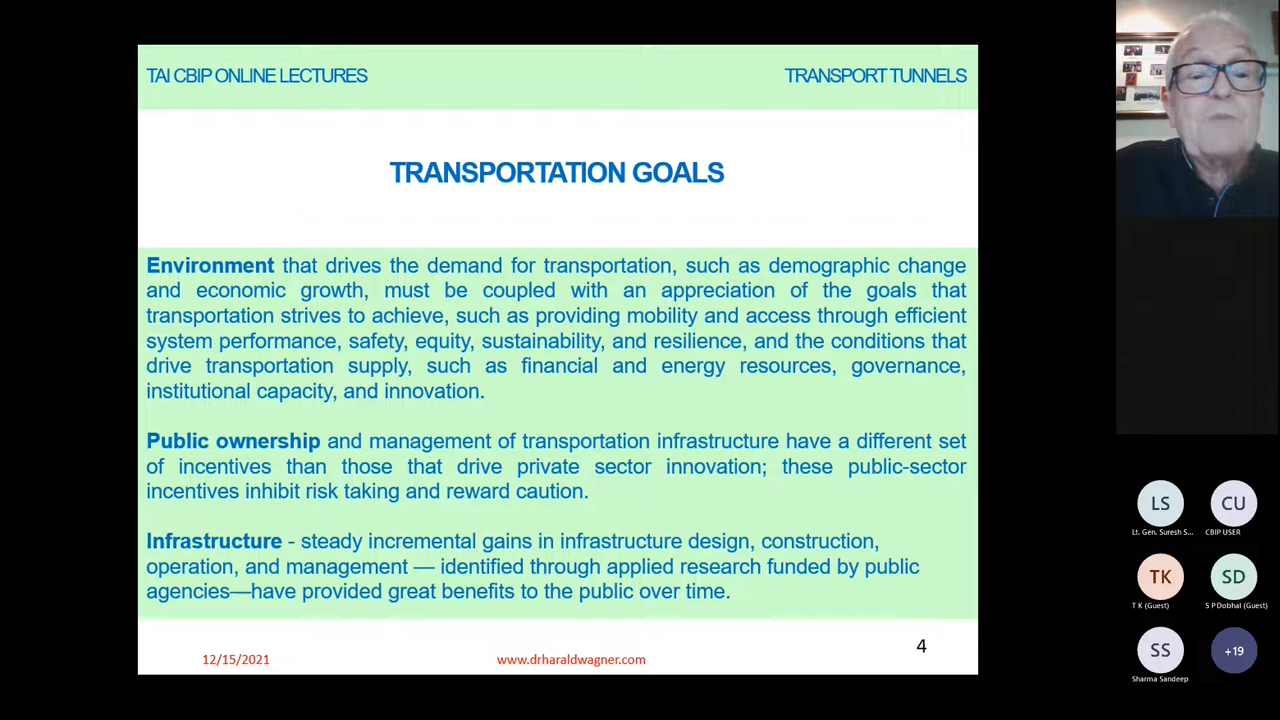 TAI CBIP ONLINE LECTURES
TRANSPORT TUNNELS
TRANSPORTATION GOALS
Environment that drives the demand for transportation, such as demographic change
and economic growth, must be coupled with an appreciation of the goals that
transportation strives to achieve, such as providing mobility and access through efficient
system performance, safety, equity, sustainability, and resilience, and the conditions that
drive transportation supply, such as financial and energy resources, governance,
institutional capacity, and innovation.
Public ownership and management of transportation infrastructure have a different set
of incentives than those that drive private sector innovation; these public-sector
incentives inhibit risk taking and reward caution.
Infrastructure - steady incremental gains in infrastructure design, construction,
operation, and management — identified through applied research funded by public
agencies—have provided great benefits to the public over time.
12/15/2021
www.drharaldwagner.com
4
LS
CU
Lt. Gen. Suresh S...
CBIP USER
TK
SD
T K (Guest)
S P Dobhal (Guest)
SS
+19
Sharma Sandeep